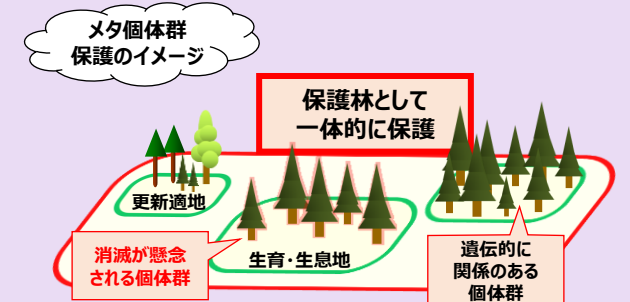 メタ個体群
保護のイメージ
保護林として
一体的に保護
更新適地
生育・生息地
消滅が懸念
される個体群
遺伝的に
関係のある
個体群